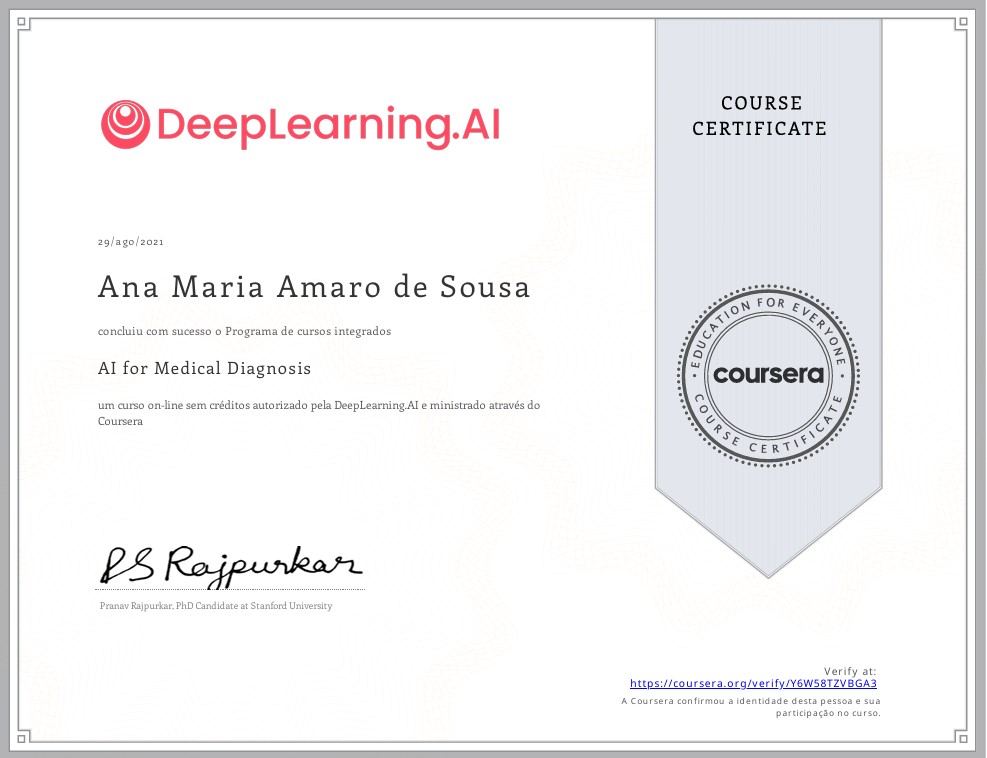 DeepLearning.AI
COURSE
CERTIFICATE
29/ago/2021
Ana Maria Amaro de Sousa
concluiu com sucesso o Programa de cursos integrados
AI for Medical Diagnosis
um curso on-line sem créditos autorizado pela DeepLearning.AI e ministrado através do
Coursera
EDUCATION FOR EVERYONE
coursera
COURSE CERTIFICATE
PS Rajpurkar
Pranav Rajpurkar, PhD Candidate at Stanford University
Verify at:
https://coursera.org/verify/Y6W58TZVBGA3
A Coursera confirmou a identidade desta pessoa e sua
participação no curso.